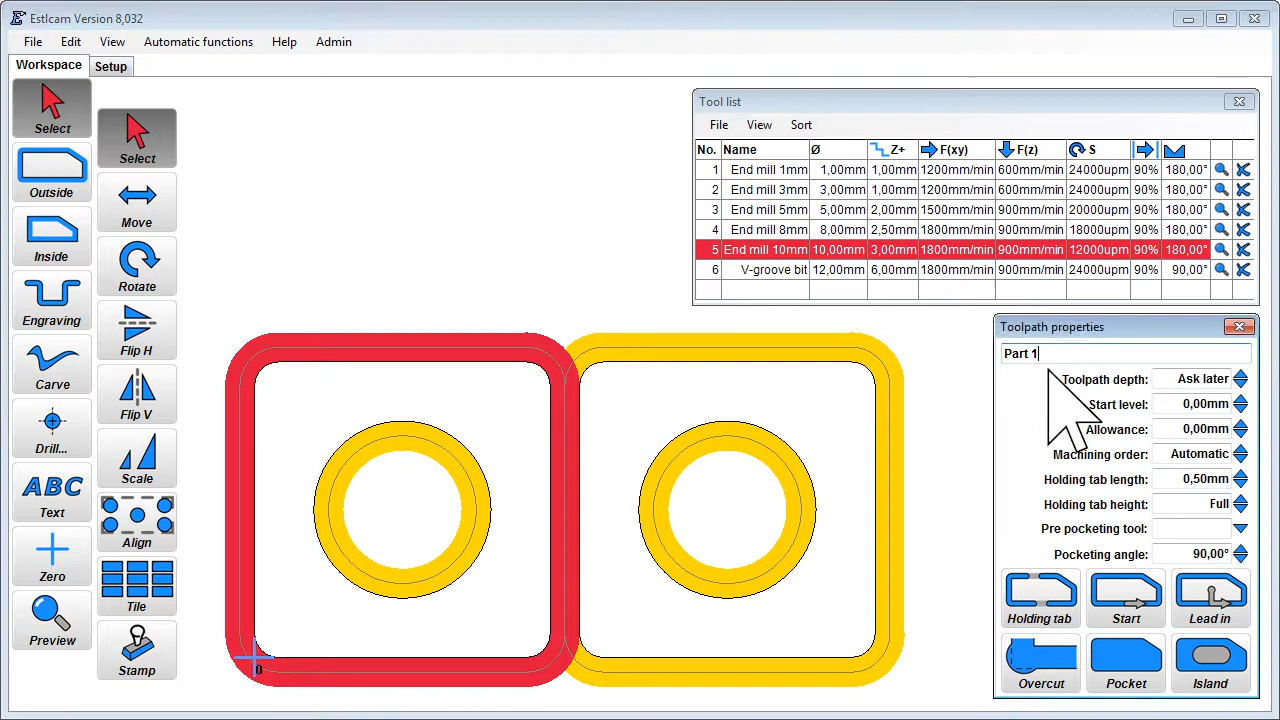 Estlcam Version 8,032
File Edit View Automatic functions Help Admin
Workspace Setup
Select
Outside
Inside
Engraving
Carve
Drill...
ABC
Text
Zero
Preview
Select
Move
Rotate
Flip H
Flip V
Scale
Align
Tile
Stamp
0
Tool list
File View Sort
No. Name Ø Z+ F(xy) F(z) S
1 End mill 1mm 1,00mm 1,00mm 1200mm/min 600mm/min 24000upm 90% 180,00°
2 End mill 3mm 3,00mm 1,00mm 1200mm/min 600mm/min 24000upm 90% 180,00°
3 End mill 5mm 5,00mm 2,00mm 1500mm/min 900mm/min 20000upm 90% 180,00°
4 End mill 8mm 8,00mm 2,50mm 1800mm/min 900mm/min 24000upm 90% 180,00°
5 End mill 10mm 10,00mm 3,00mm 1800mm/min 900mm/min 12000upm 90% 180,00°
6 V-groove bit 12,00mm 6,00mm 1800mm/min 900mm/min 24000upm 90% 90,00°
Toolpath properties
Part 1
Toolpath depth: Ask later
Start level: 0,00mm
Allowance: 0,00mm
Machining order: Automatic
Holding tab length: 0,50mm
Holding tab height: Full
Pre pocketing tool:
Pocketing angle: 90,00°
Holding tab Start Lead in
Overcut Pocket Island